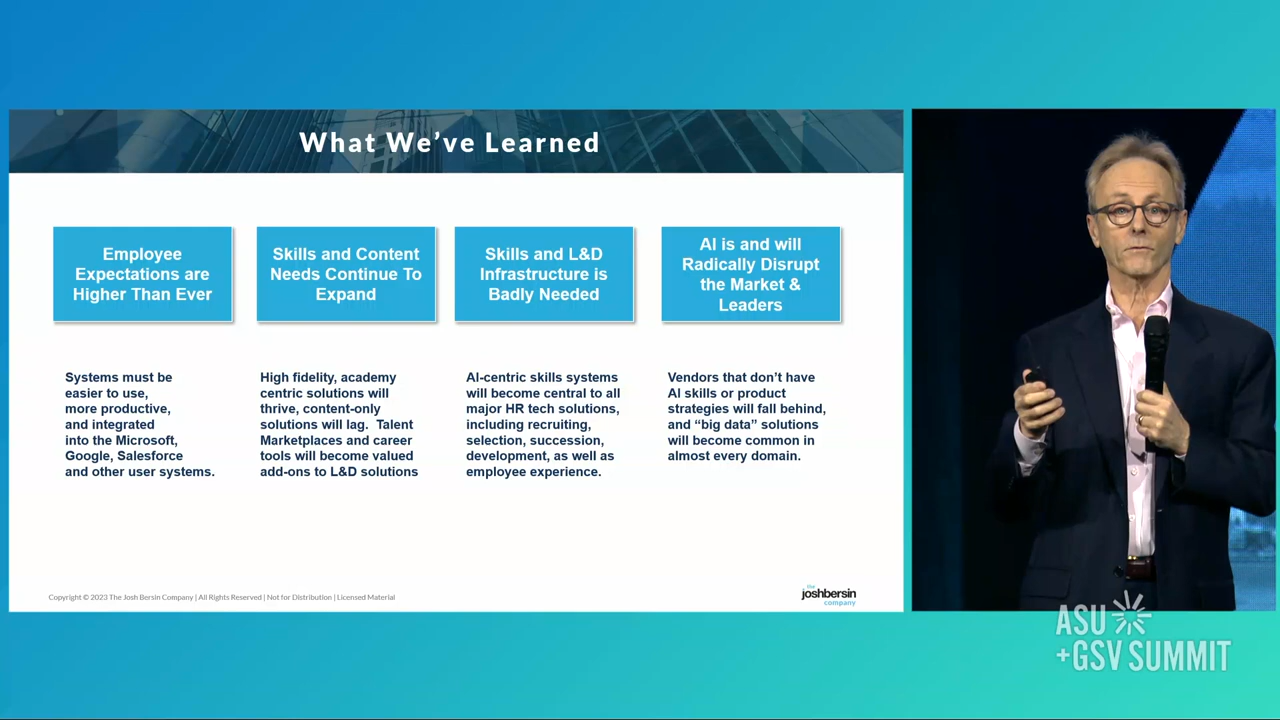 What We've Learned
Employee
Expectations are
Higher Than Ever
Skills and Content
Needs Continue To
Expand
Skills and L&D
Infrastructure is
Badly Needed
AI is and will
Radically Disrupt
the Market &
Leaders
Systems must be
easier to use,
more productive,
and integrated
into the Microsoft,
Google, Salesforce
and other user systems.
High fidelity, academy
centric solutions will
thrive, content-only
solutions will lag. Talent
Marketplaces and career
tools will become valued
add-ons to L&D solutions
AI-centric skills systems
will become central to all
major HR tech solutions,
including recruiting,
selection, succession,
development, as well as
employee experience.
Vendors that don't have
AI skills or product
strategies will fall behind,
and “big data” solutions
will become common in
almost every domain.
Copyright © 2023 The Josh Bersin Company | All Rights Reserved | Not for Distribution | Licensed Material
the
joshbersin
company
ASU
+GSV SUMMIT